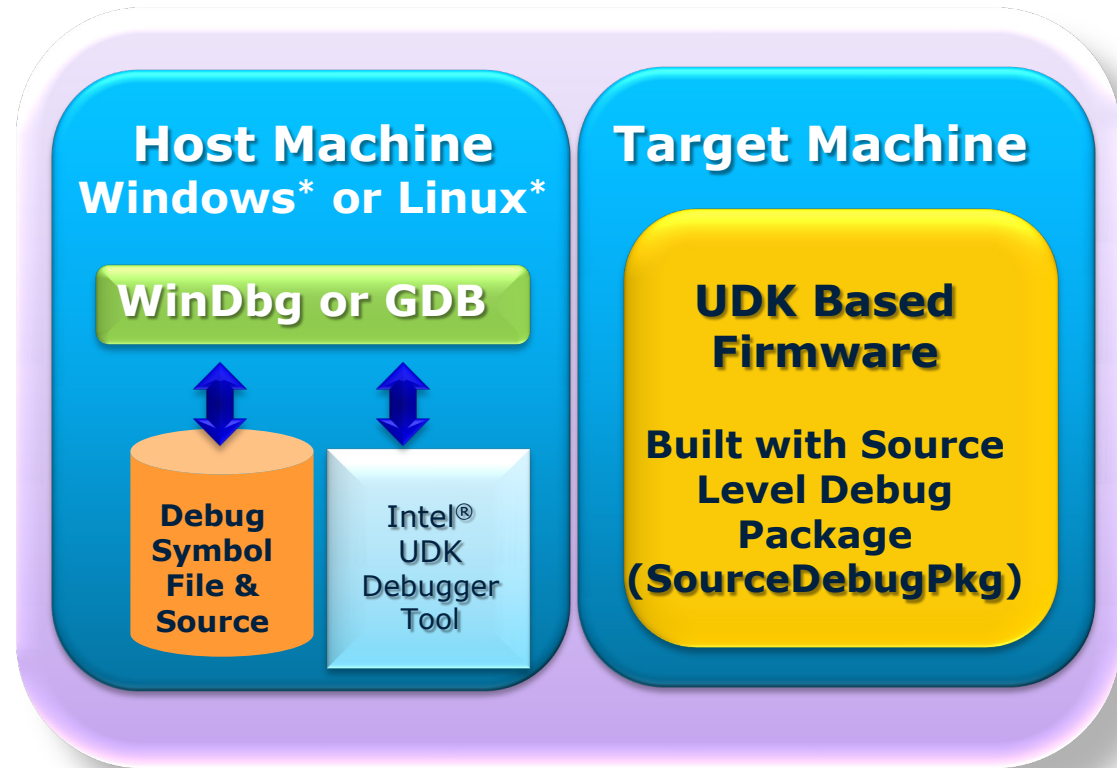 Host Machine
Windows* or Linux*
WinDbg or GDB
Debug
Symbol
File &
Source
Intel®
UDK
Debugger
Tool
Target Machine
UDK Based
Firmware
Built with Source
Level Debug
Package
(SourceDebugPkg)